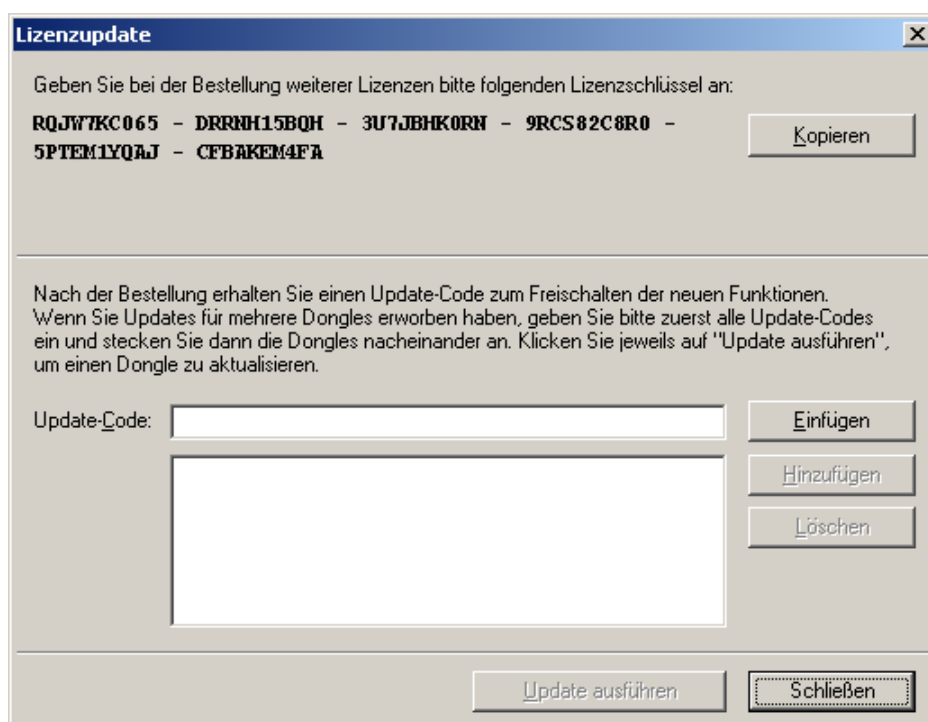 Lizenzupdate
Geben Sie bei der Bestellung weiterer Lizenzen bitte folgenden Lizenzschlüssel an:
RQJW7KC065 - DRRNH15BQH - 3U7JBHK0RN - 9RCS82C8R0 -
5PTEM1YQAJ - CFBAKEM4FA
Kopieren
Nach der Bestellung erhalten Sie einen Update-Code zum Freischalten der neuen Funktionen.
Wenn Sie Updates für mehrere Dongles erworben haben, geben Sie bitte zuerst alle Update-Codes
ein und stecken Sie dann die Dongles nacheinander an. Klicken Sie jeweils auf "Update ausführen",
um einen Dongle zu aktualisieren.
Update-Code:
Einfügen
Hinzufügen
Löschen
Update ausführen
Schließen